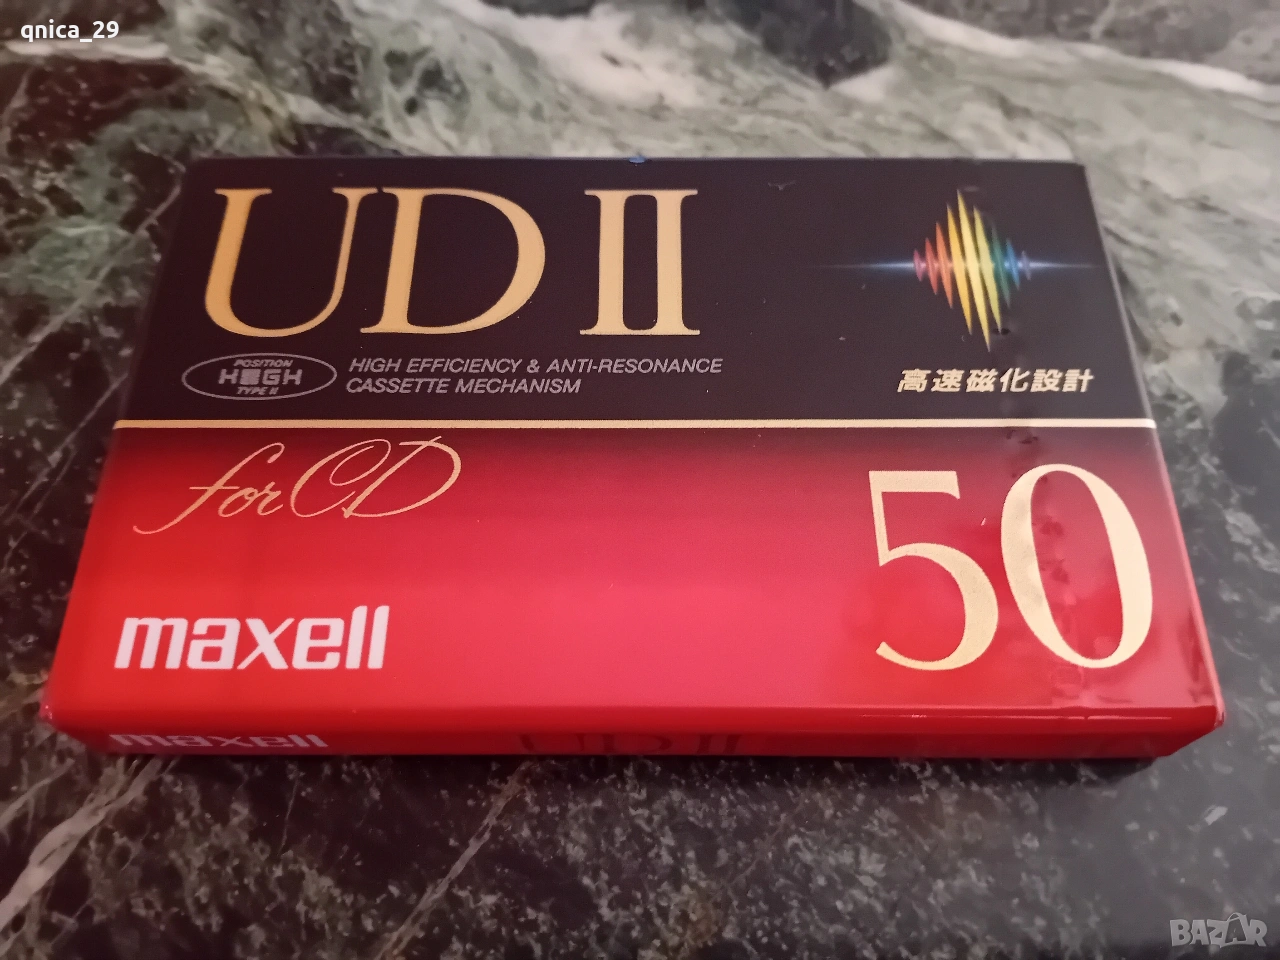 qnica_29
UD II
POSITION
HIGH
TYPE II
HIGH EFFICIENCY & ANTI-RESONANCE
CASSETTE MECHANISM
高速磁化設計
for CD
50
maxell
maxell UD II
BAZAR